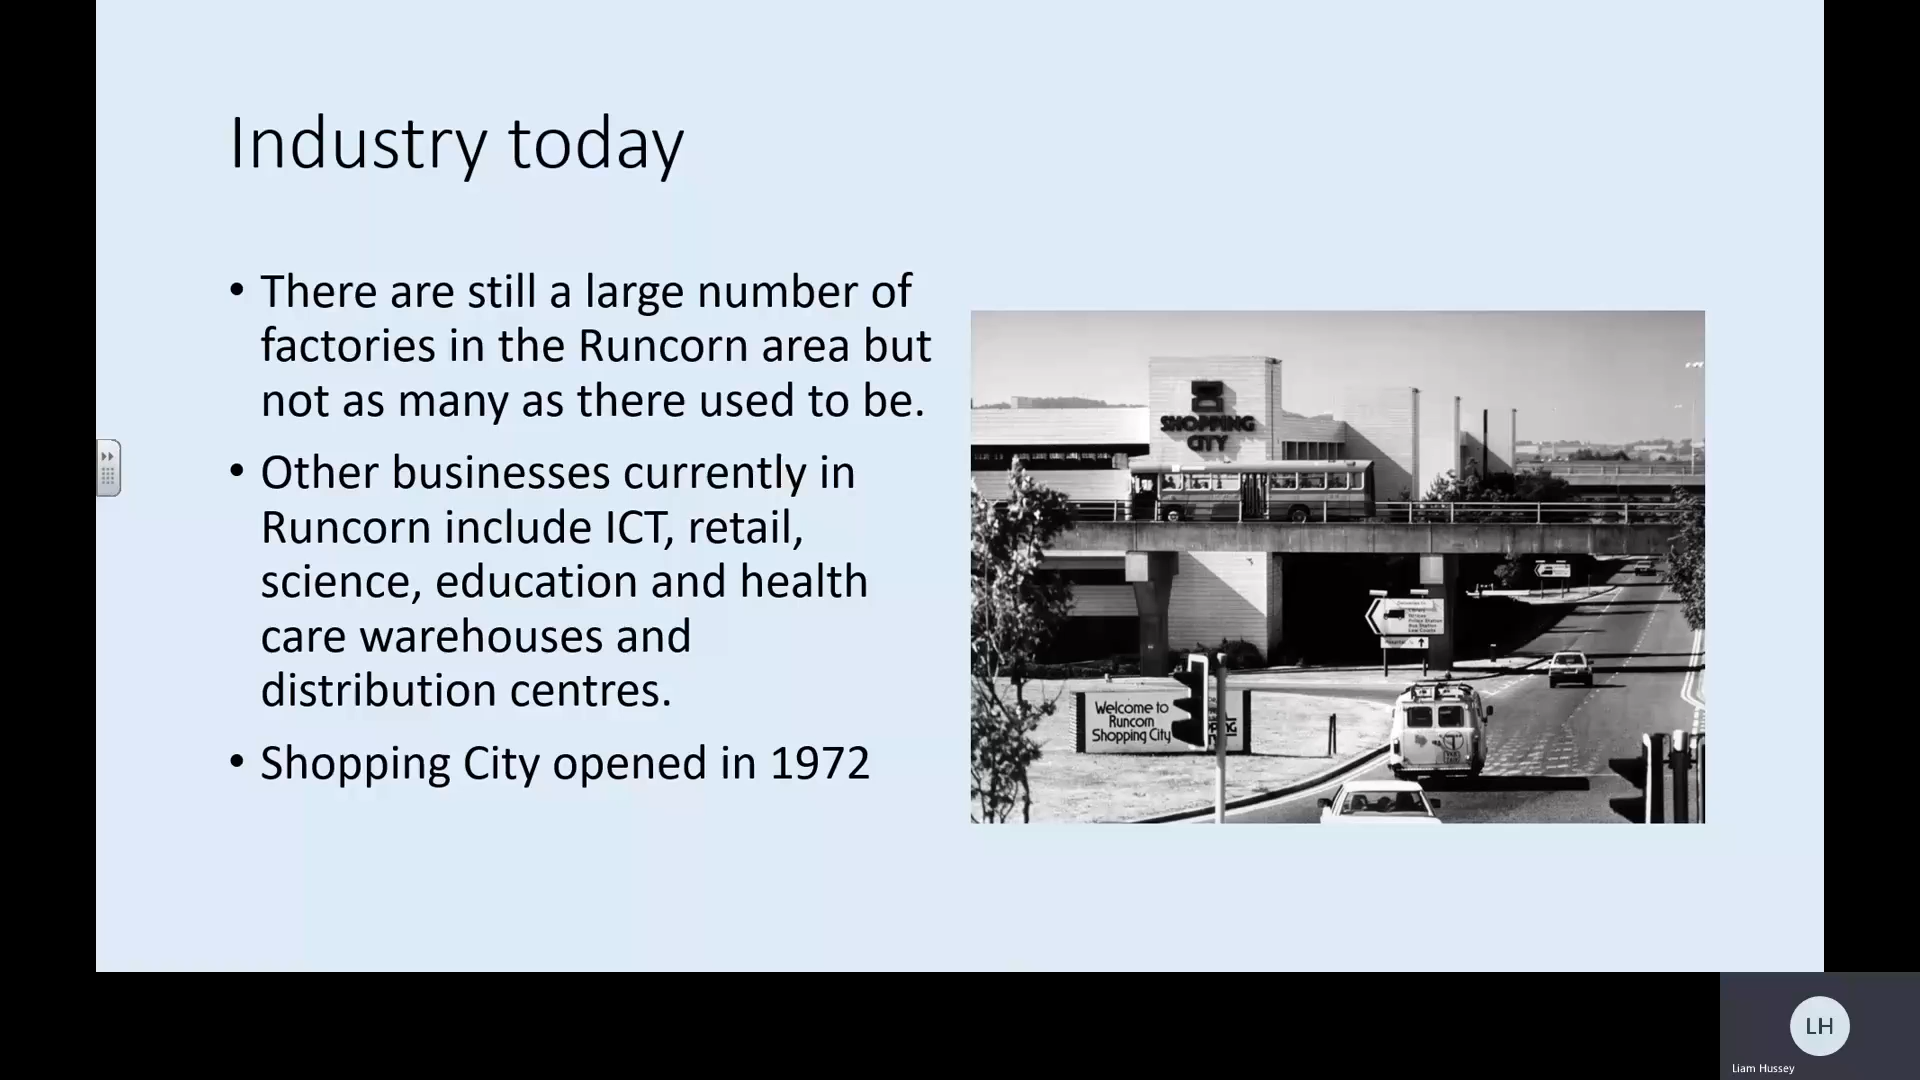 Industry today
• There are still a large number of
factories in the Runcorn area but
not as many as there used to be.
• Other businesses currently in
Runcorn include ICT, retail,
science, education and health
care warehouses and
distribution centres.
• Shopping City opened in 1972
SHOPPING
CITY
Welcome to
Runcorn
Shopping City
LH
Liam Hussey